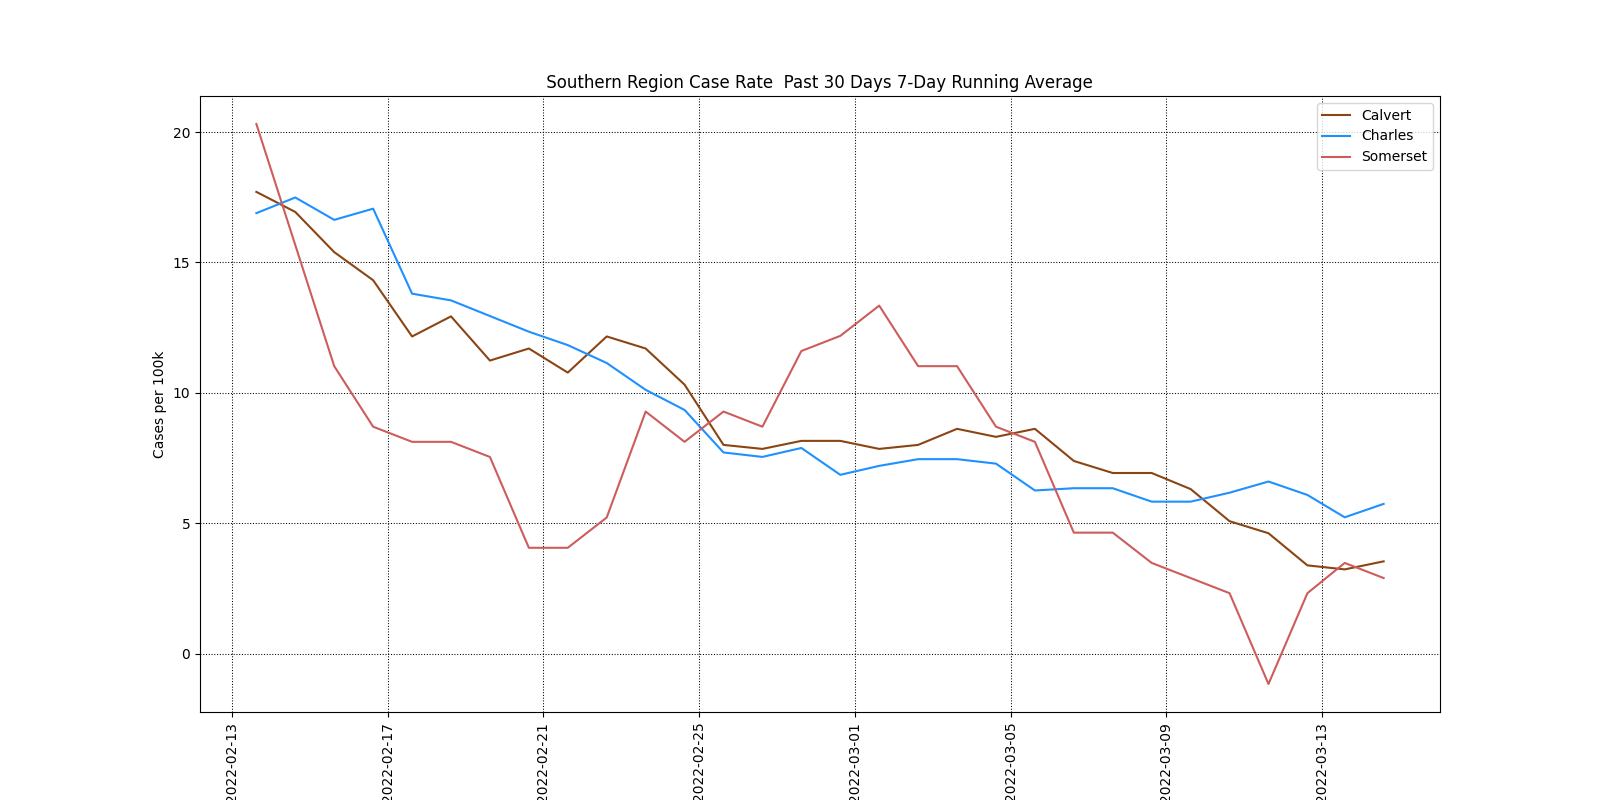 Southern Region Case Rate  Past 30 Days 7-Day Running Average
Calvert
Charles
Somerset
Cases per 100k
20
15
10
5
0
2022-02-13
2022-02-17
2022-02-21
2022-02-25
2022-03-01
2022-03-05
2022-03-09
2022-03-13